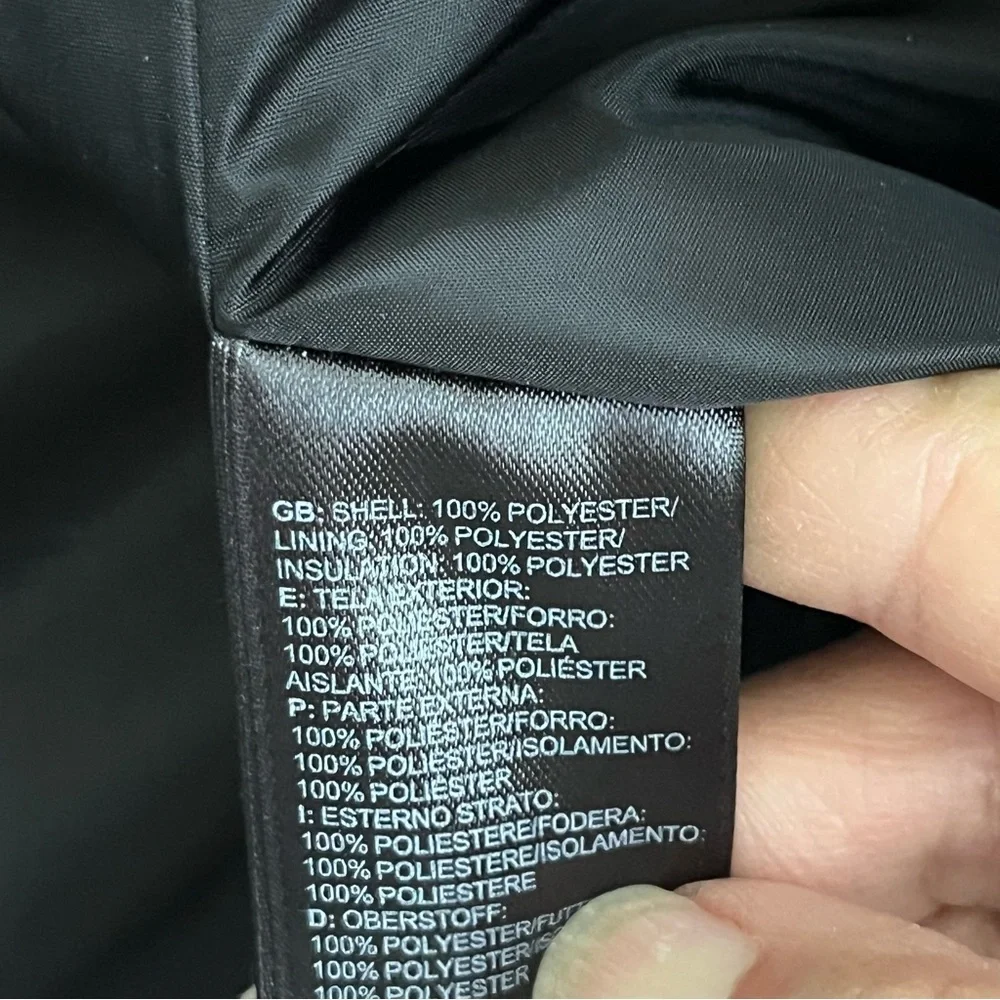 GB: SHELL: 100% POLYESTER/
LINING: 100% POLYESTER/
INSULATION: 100% POLYESTER
E: TELA EXTERIOR:
100% POLIÉSTER/FORRO:
100% POLIÉSTER/TELA
AISLANTE: 100% POLIÉSTER
P: PARTE EXTERNA:
100% POLIÉSTER/FORRO:
100% POLIÉSTER/ISOLAMENTO:
100% POLIÉSTER
I: ESTERNO STRATO:
100% POLIESTERE/FODERA:
100% POLIESTERE/ISOLAMENTO:
100% POLIESTERE
D: OBERSTOFF:
100% POLYESTER/
100% POLYESTER/
100% POLYESTER